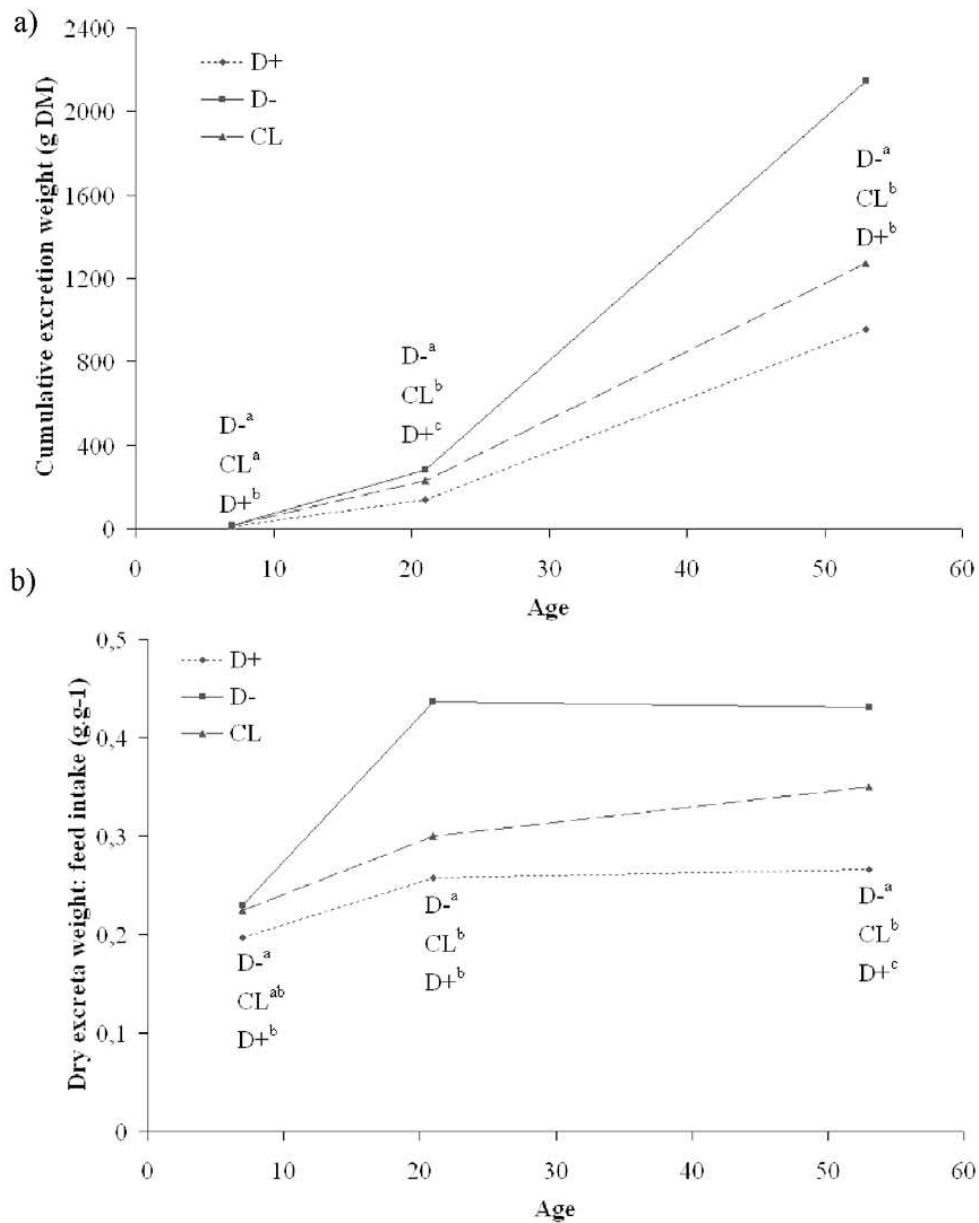 a)
2400
2000
1600
1200
800
400
0
Cumulative excretion weight (g DM)
D+
D-
CL
D-a
CLa
D+b
D-a
CLb
D+c
D-a
CLb
D+b
0 10 20 30 40 50 60
Age
b)
0,5
0,4
0,3
0,2
0,1
0
Dry excreta weight: feed intake (g.g-1)
D+
D-
CL
D-a
CLab
D+b
D-a
CLb
D+b
D-a
CLb
D+c
0 10 20 30 40 50 60
Age